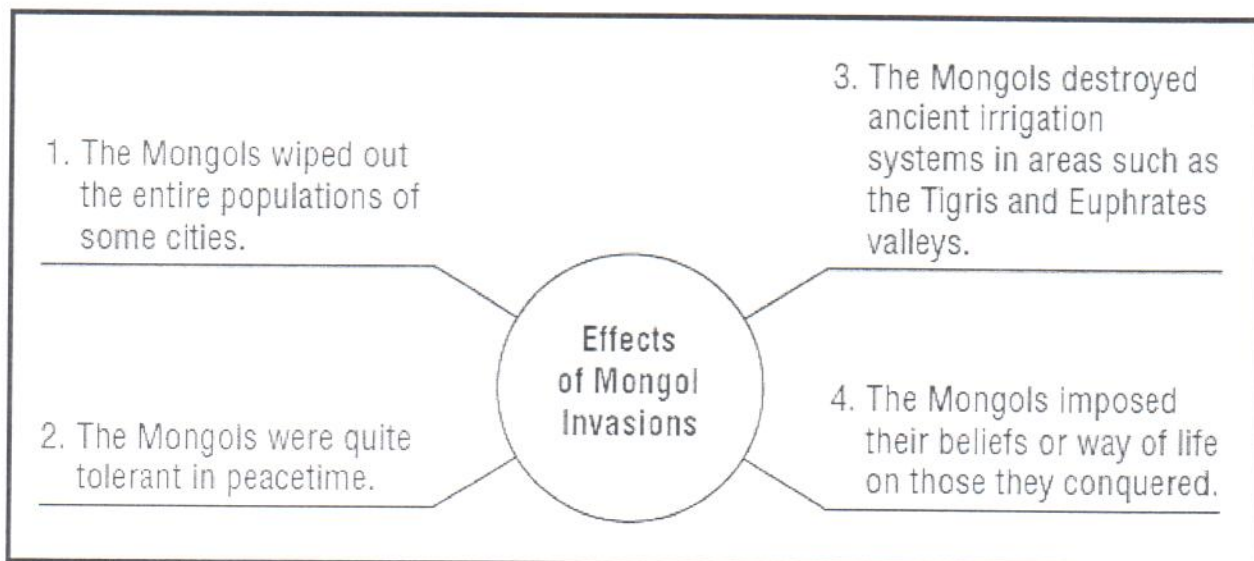 1. The Mongols wiped out
the entire populations of
some cities.
2. The Mongols were quite
tolerant in peacetime.
Effects
of Mongol
Invasions
3. The Mongols destroyed
ancient irrigation
systems in areas such as
the Tigris and Euphrates
valleys.
4. The Mongols imposed
their beliefs or way of life
on those they conquered.